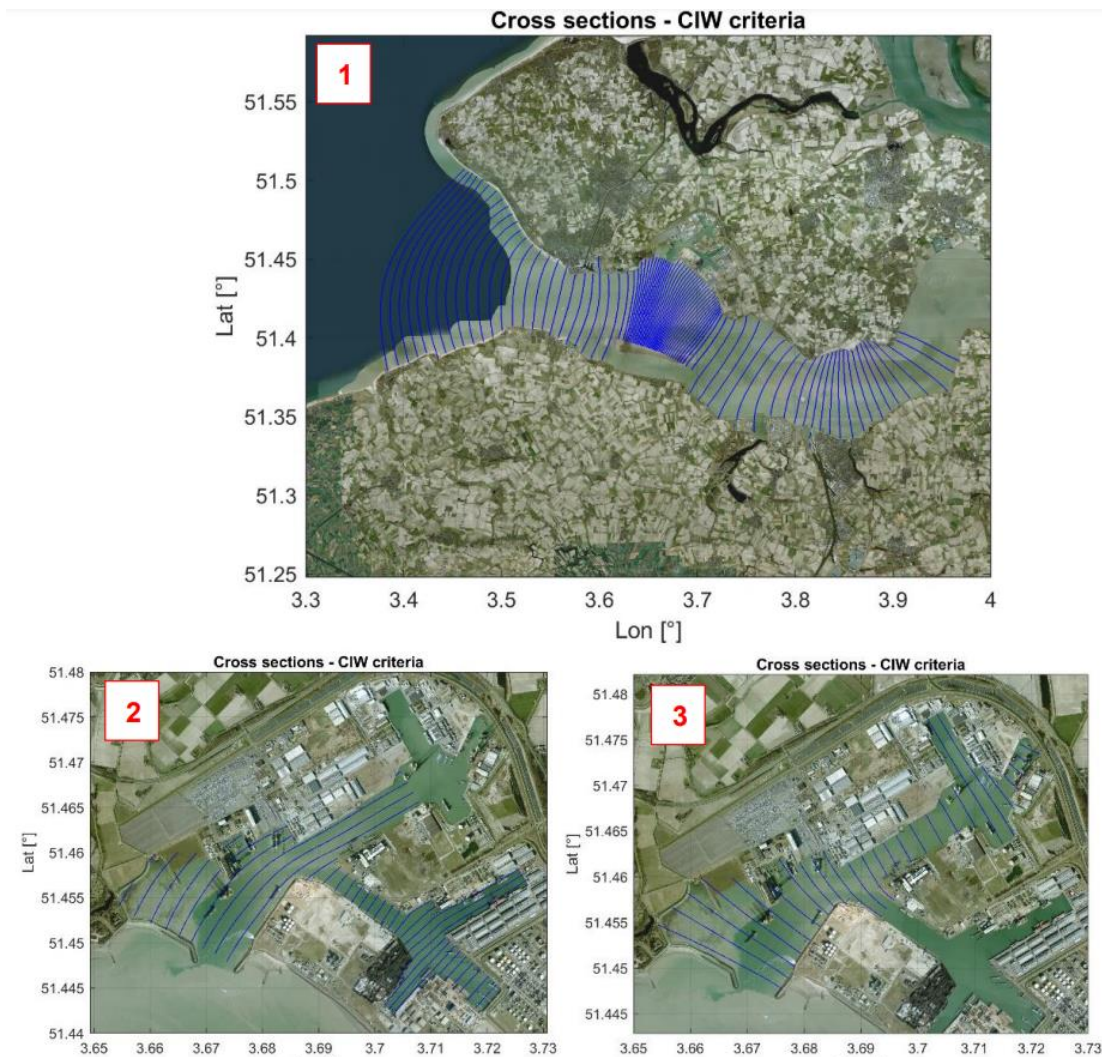 Cross sections - CIW criteria
1
51.55
51.5
51.45
51.4
51.35
51.3
51.25
Lat [°]
3.3 3.4 3.5 3.6 3.7 3.8 3.9 4
Lon [°]
Cross sections - CIW criteria
2
51.48
51.475
51.47
51.465
51.46
51.455
51.45
51.445
51.44
Lat [°]
3.65 3.66 3.67 3.68 3.69 3.7 3.71 3.72 3.73
Cross sections - CIW criteria
3
51.48
51.475
51.47
51.465
51.46
51.455
51.45
51.445
Lat [°]
3.65 3.66 3.67 3.68 3.69 3.7 3.71 3.72 3.73